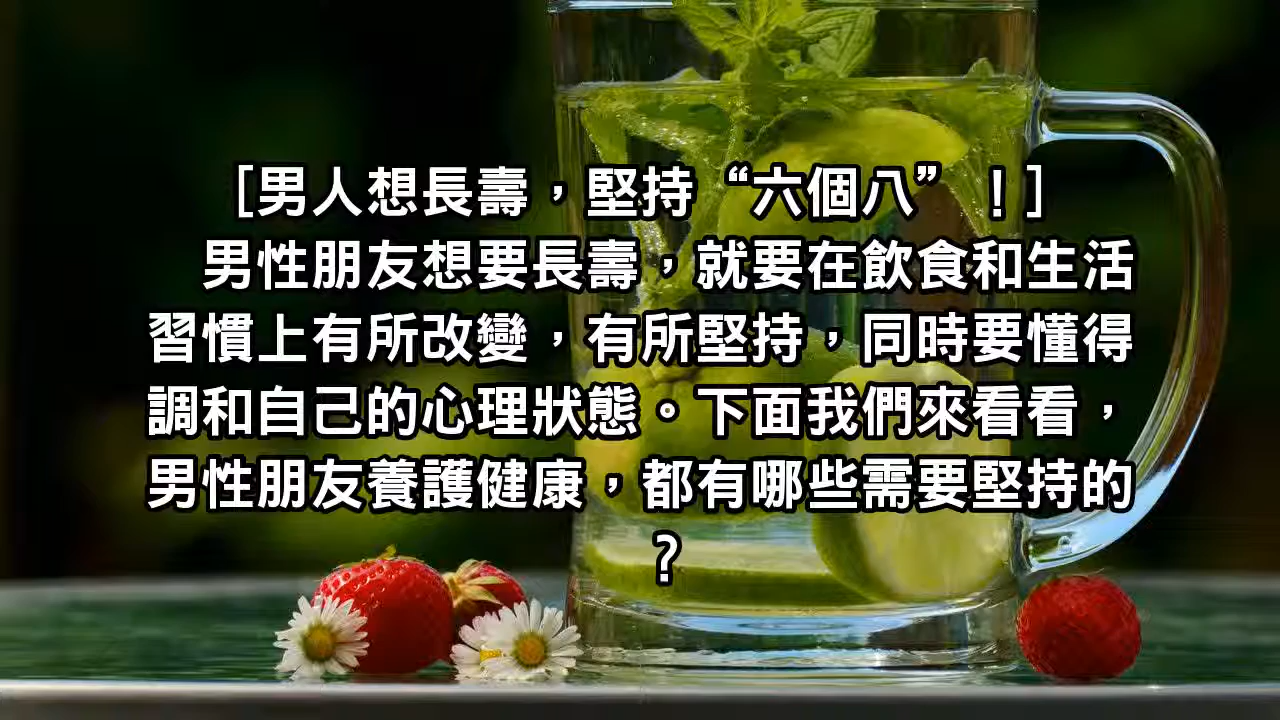 [男人想長壽，堅持“六個八”！]
男性朋友想要長壽，就要在飲食和生活
習慣上有所改變，有所堅持，同時要懂得
調和自己的心理狀態。下面我們來看看，
男性朋友養護健康，都有哪些需要堅持的
？